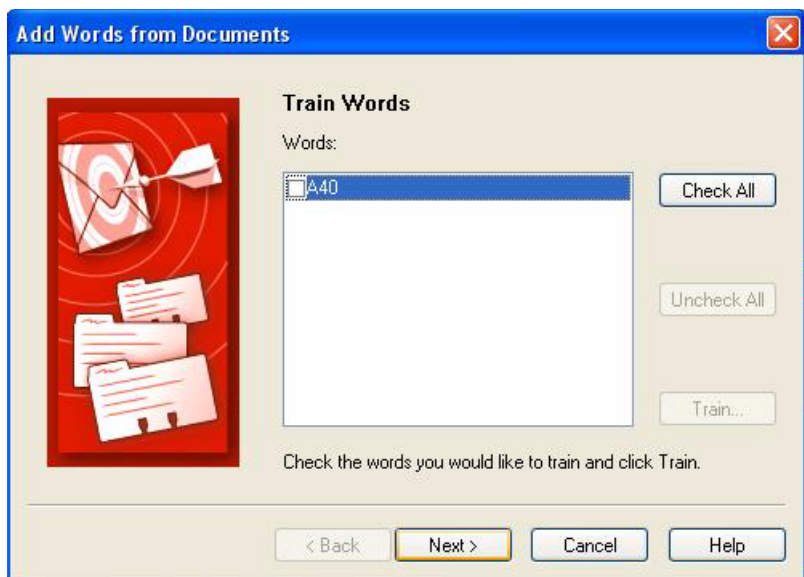 Add Words from Documents
Train Words
Words:
A40
Check All
Uncheck All
Train...
Check the words you would like to train and click Train.
< Back
Next >
Cancel
Help